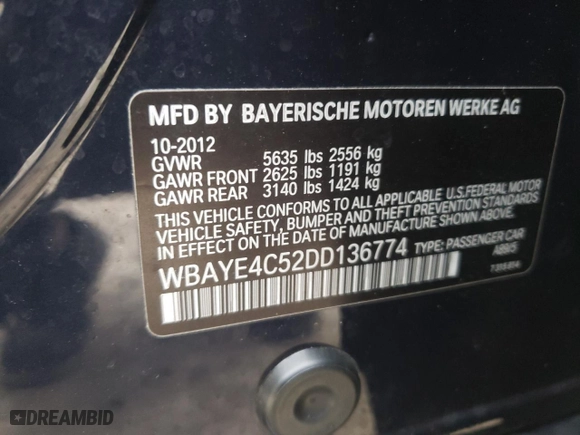 MFD BY BAYERISCHE MOTOREN WERKE AG
10-2012
GVWR 5635 lbs 2556 kg
GAWR FRONT 2625 lbs 1191 kg
GAWR REAR 3140 lbs 1424 kg
THIS VEHICLE CONFORMS TO ALL APPLICABLE U.S.FEDERAL MOTOR
VEHICLE SAFETY, BUMPER AND THEFT PREVENTION STANDARDS
IN EFFECT ON THE DATE OF MANUFACTURE SHOWN ABOVE.
WBAYE4C52DD136774 TYPE: PASSENGER CAR
DREAMBID